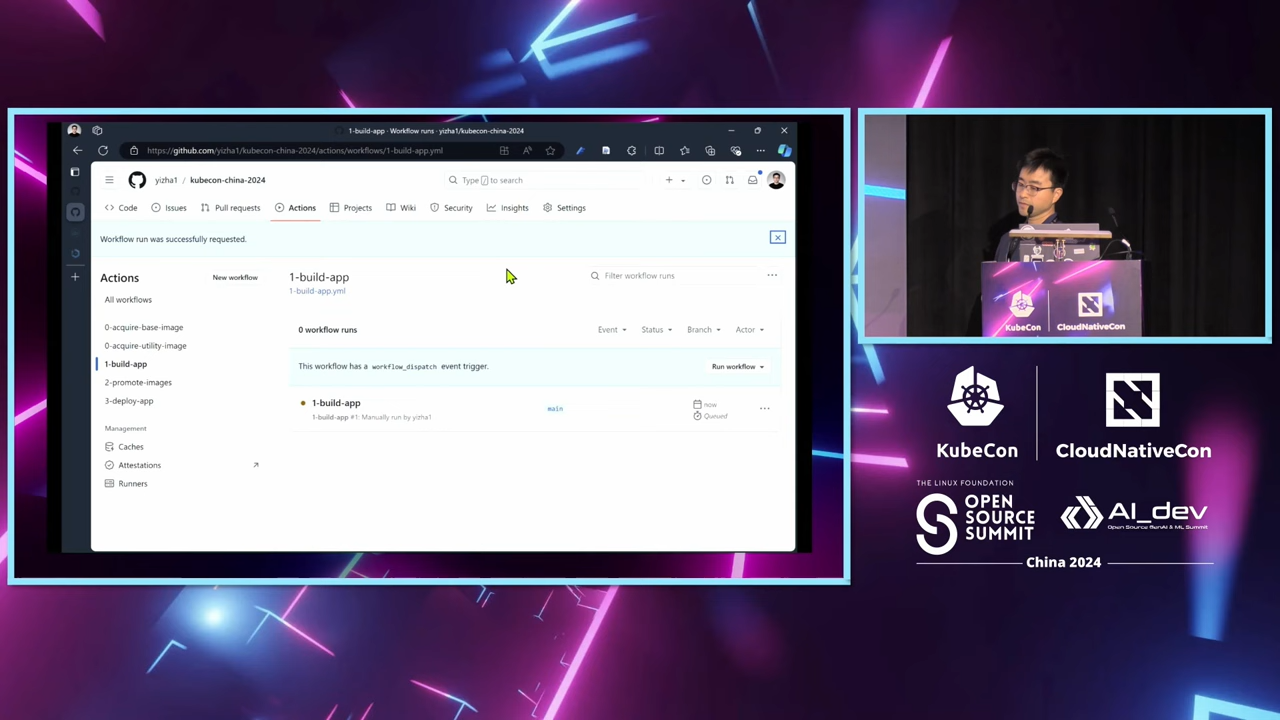 1-build-app · Workflow runs · yizha1/kubecon-china-2024
https://github.com/yizha1/kubecon-china-2024/actions/workflows/1-build-app.yml
yizha1 / kubecon-china-2024
Type / to search
Code Issues Pull requests Actions Projects Wiki Security Insights Settings
Workflow run was successfully requested.
Actions
New workflow
All workflows
0-acquire-base-image
0-acquire-utility-image
1-build-app
2-promote-images
3-deploy-app
Management
Caches
Attestations
Runners
1-build-app
1-build-app.yml
Filter workflow runs
0 workflow runs
Event Status Branch Actor
This workflow has a workflow_dispatch event trigger.
Run workflow
1-build-app
1-build-app #1: Manually run by yizha1
main
now
Queued
KubeCon
CloudNativeCon
KubeCon
CloudNativeCon
THE LINUX FOUNDATION
OPEN
SOURCE
SUMMIT
AI_dev
Open Source GenAI & ML Summit
China 2024